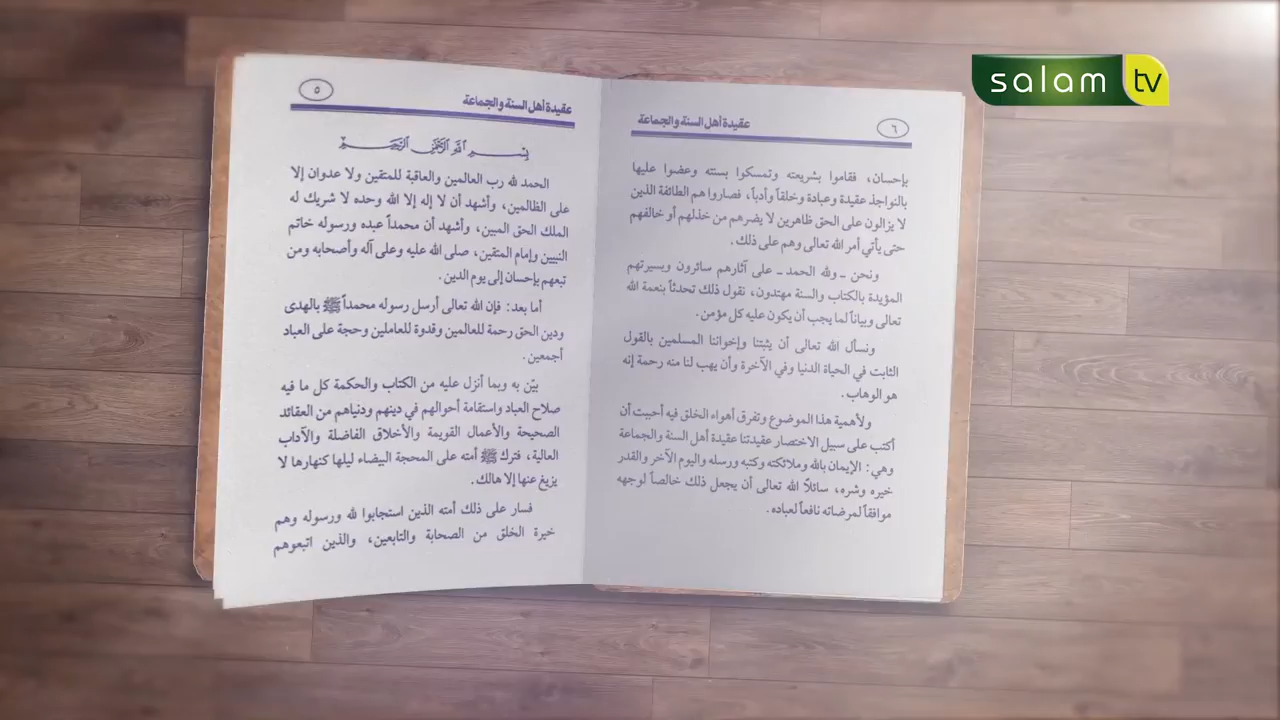 salam tv
٥
عقيدة أهل السنة والجماعة
بسم الله الرحمن الرحيم
الحمد لله رب العالمين والعاقبة للمتقين ولا عدوان إلا
على الظالمين، وأشهد أن لا إله إلا الله وحده لا شريك له
الملك الحق المبين، وأشهد أن محمداً عبده ورسوله خاتم
النبيين وإمام المتقين، صلى الله عليه وعلى آله وأصحابه ومن
تبعهم بإحسان إلى يوم الدين.
أما بعد: فإن الله تعالى أرسل رسوله محمداً ﷺ بالهدى
ودين الحق رحمة للعالمين وقدوة للعاملين وحجة على العباد
أجمعين.
بيّن به وبما أنزل عليه من الكتاب والحكمة كل ما فيه
صلاح العباد واستقامة أحوالهم في دينهم ودنياهم من العقائد
الصحيحة والأعمال القويمة والأخلاق الفاضلة والآداب
العالية، فترك ﷺ أمته على المحجة البيضاء ليلها كنهارها لا
يزيغ عنها إلا هالك.
فسار على ذلك أمته الذين استجابوا لله ورسوله وهم
خيرة الخلق من الصحابة والتابعين، والذين اتبعوهم
عقيدة أهل السنة والجماعة
٦
بإحسان، فقاموا بشريعته وتمسكوا بسنته وعضوا عليها
بالنواجذ عقيدة وعبادة وخلقاً وأدباً، فصاروا هم الطائفة الذين
لا يزالون على الحق ظاهرين لا يضرهم من خذلهم أو خالفهم
حتى يأتي أمر الله تعالى وهم على ذلك.
ونحن ـ ولله الحمد ـ على آثارهم سائرون وبسيرتهم
المؤيدة بالكتاب والسنة مهتدون، نقول ذلك تحدثاً بنعمة الله
تعالى وبياناً لما يجب أن يكون عليه كل مؤمن.
ونسأل الله تعالى أن يثبتنا وإخواننا المسلمين بالقول
الثابت في الحياة الدنيا وفي الآخرة وأن يهب لنا منه رحمة إنه
هو الوهاب.
ولأهمية هذا الموضوع وتفرق أهواء الخلق فيه أحببت أن
أكتب على سبيل الاختصار عقيدتنا عقيدة أهل السنة والجماعة
وهي: الإيمان بالله وملائكته وكتبه ورسله واليوم الآخر والقدر
خيره وشره، سائلاً الله تعالى أن يجعل ذلك خالصاً لوجهه
موافقاً لمرضاته نافعاً لعباده.